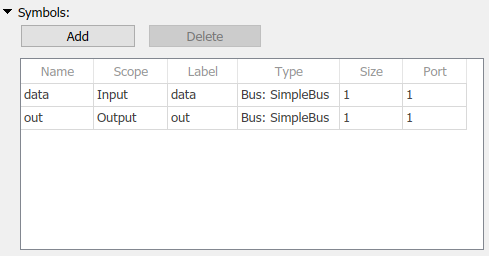 Symbols:
Add Delete
Name Scope Label Type Size Port
data Input data Bus: SimpleBus 1 1
out Output out Bus: SimpleBus 1 1